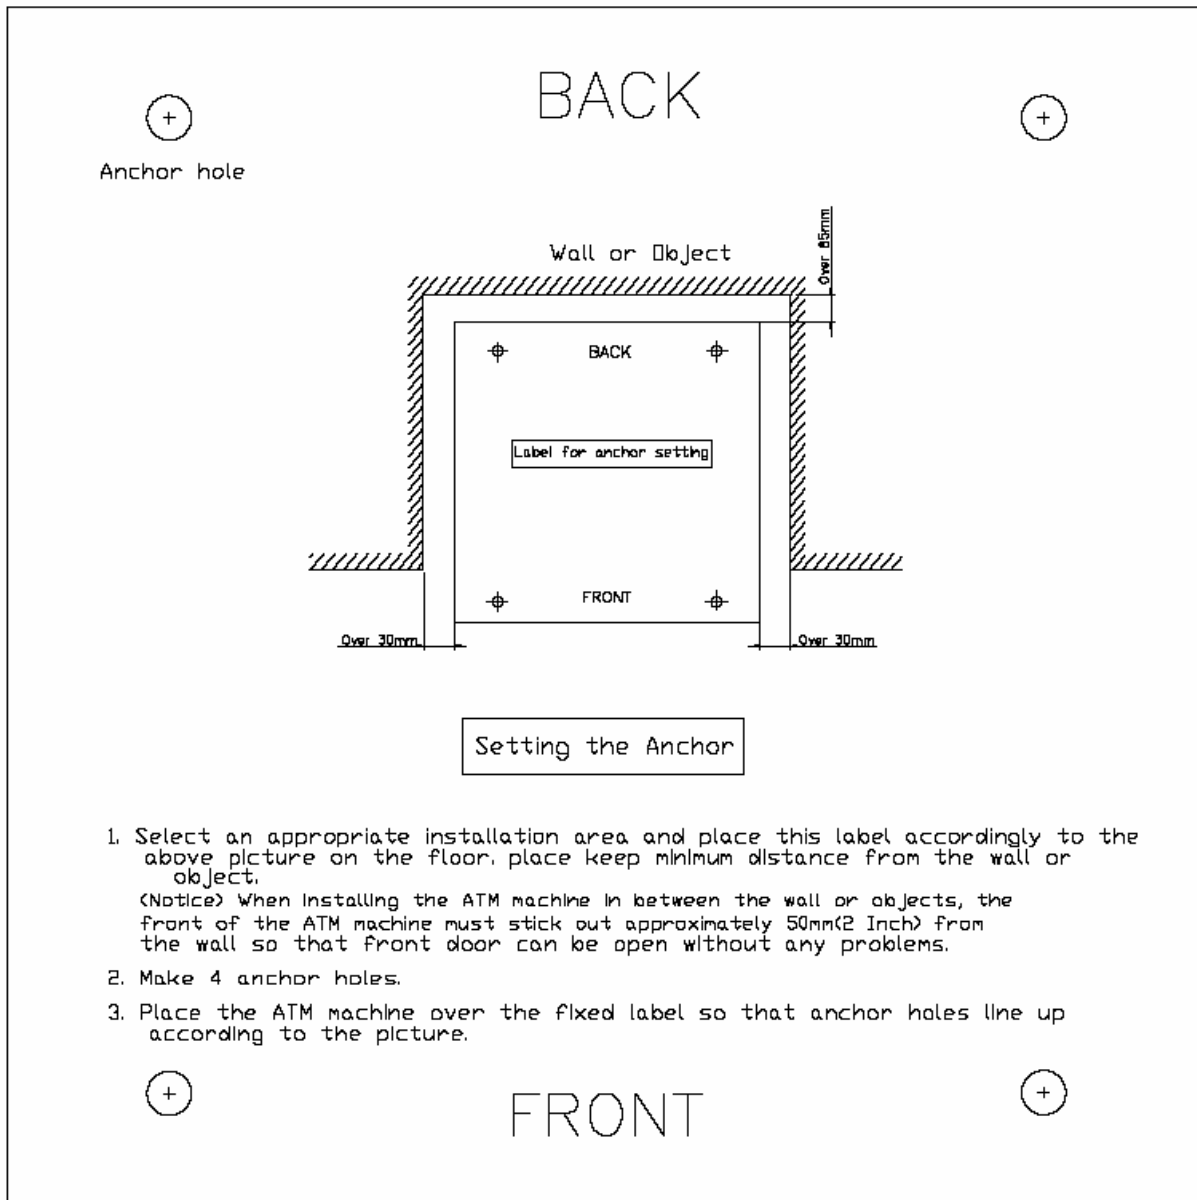 BACK
Anchor hole
Wall or Object
Over 85mm
BACK
Label for anchor setting
FRONT
Over 30mm
Over 30mm
Setting the Anchor
1. Select an appropriate installation area and place this label accordingly to the
above picture on the floor. place keep minimum distance from the wall or
object.
(Notice) When installing the ATM machine in between the wall or objects, the
front of the ATM machine must stick out approximately 50mm(2 Inch) from
the wall so that front door can be open without any problems.
2. Make 4 anchor holes.
3. Place the ATM machine over the fixed label so that anchor holes line up
according to the picture.
FRONT